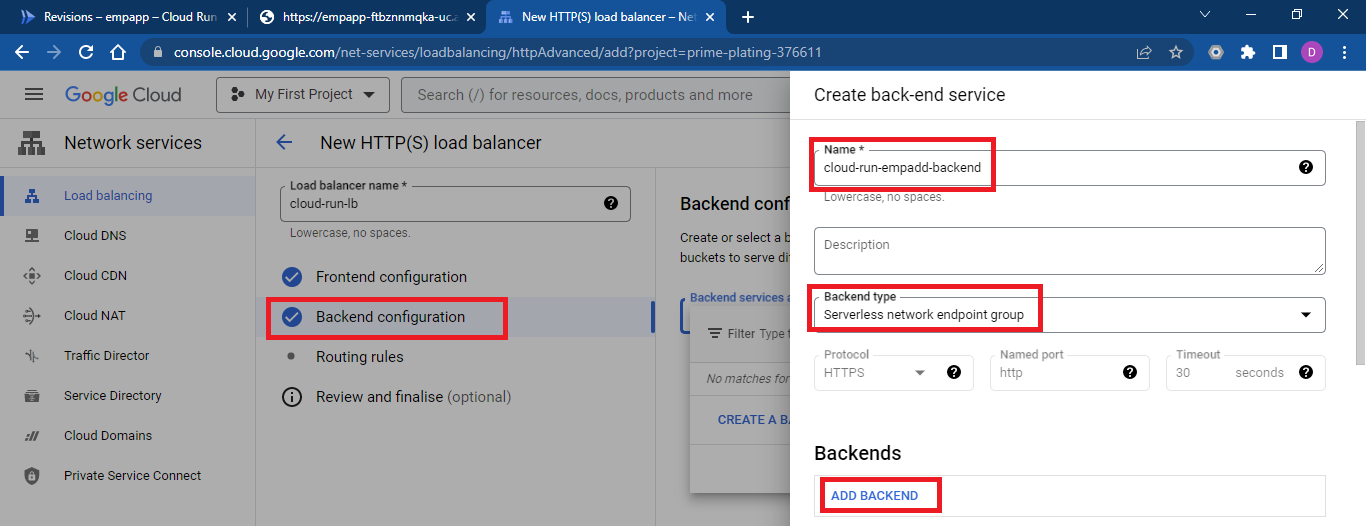 Revisions – empapp – Cloud Run
https://empapp-ftbznnmqka-uc.a
New HTTP(S) load balancer – Net
console.cloud.google.com/net-services/loadbalancing/httpAdvanced/add?project=prime-plating-376611
D
Google Cloud
My First Project
Search (/) for resources, docs, products and more
Network services
Load balancing
Cloud DNS
Cloud CDN
Cloud NAT
Traffic Director
Service Directory
Cloud Domains
Private Service Connect
New HTTP(S) load balancer
Load balancer name *
cloud-run-lb
Lowercase, no spaces.
Frontend configuration
Backend configuration
Routing rules
Review and finalise (optional)
Backend conf
Create or select a b
buckets to serve di
Backend services a
Filter Type t
No matches for
CREATE A BA
Create back-end service
Name *
cloud-run-empadd-backend
Lowercase, no spaces.
Description
Backend type
Serverless network endpoint group
Protocol
HTTPS
Named port
http
Timeout
30 seconds
Backends
ADD BACKEND